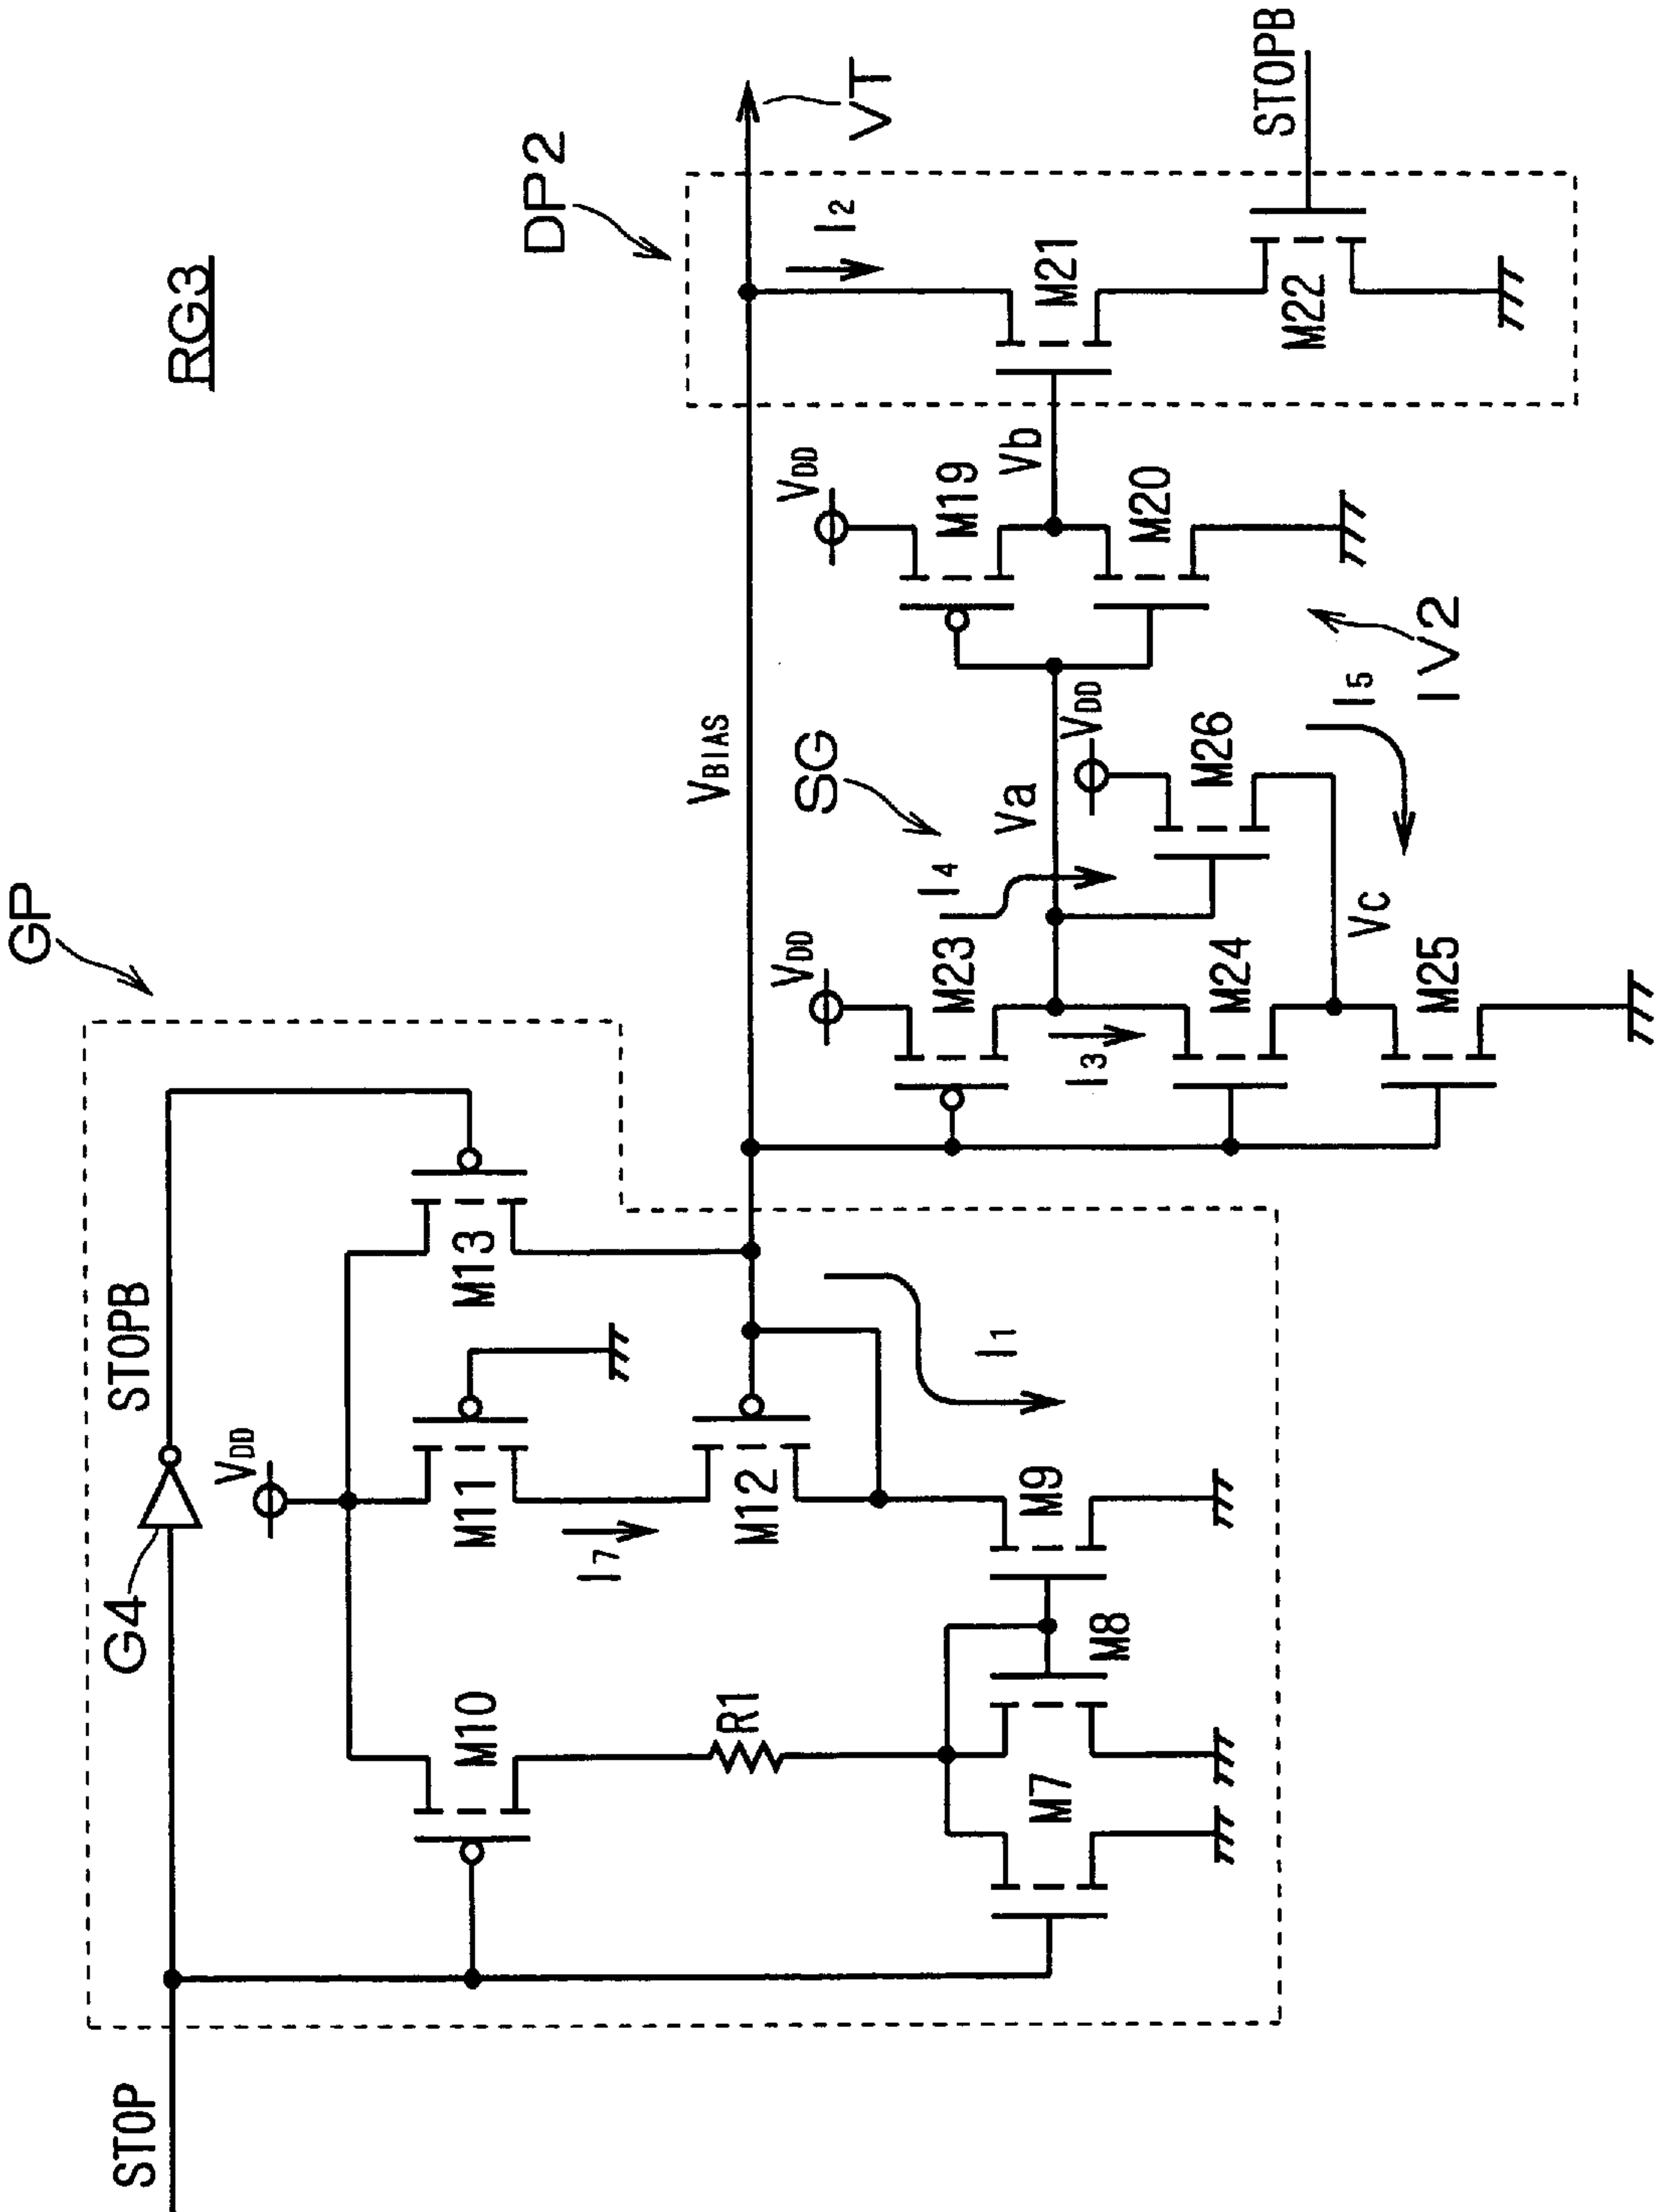 RG3
GP
STOP
G4
STOPB
VDD
M10
M11
M13
I7
R1
M12
M7
M8
M9
I1
VBIAS
VT
DP2
I2
M21
M22
STOPB
SG
VDD
M23
I3
M24
M25
I4
Va
VDD
M26
Vc
I5
VDD
M19
Vb
M20
IV2